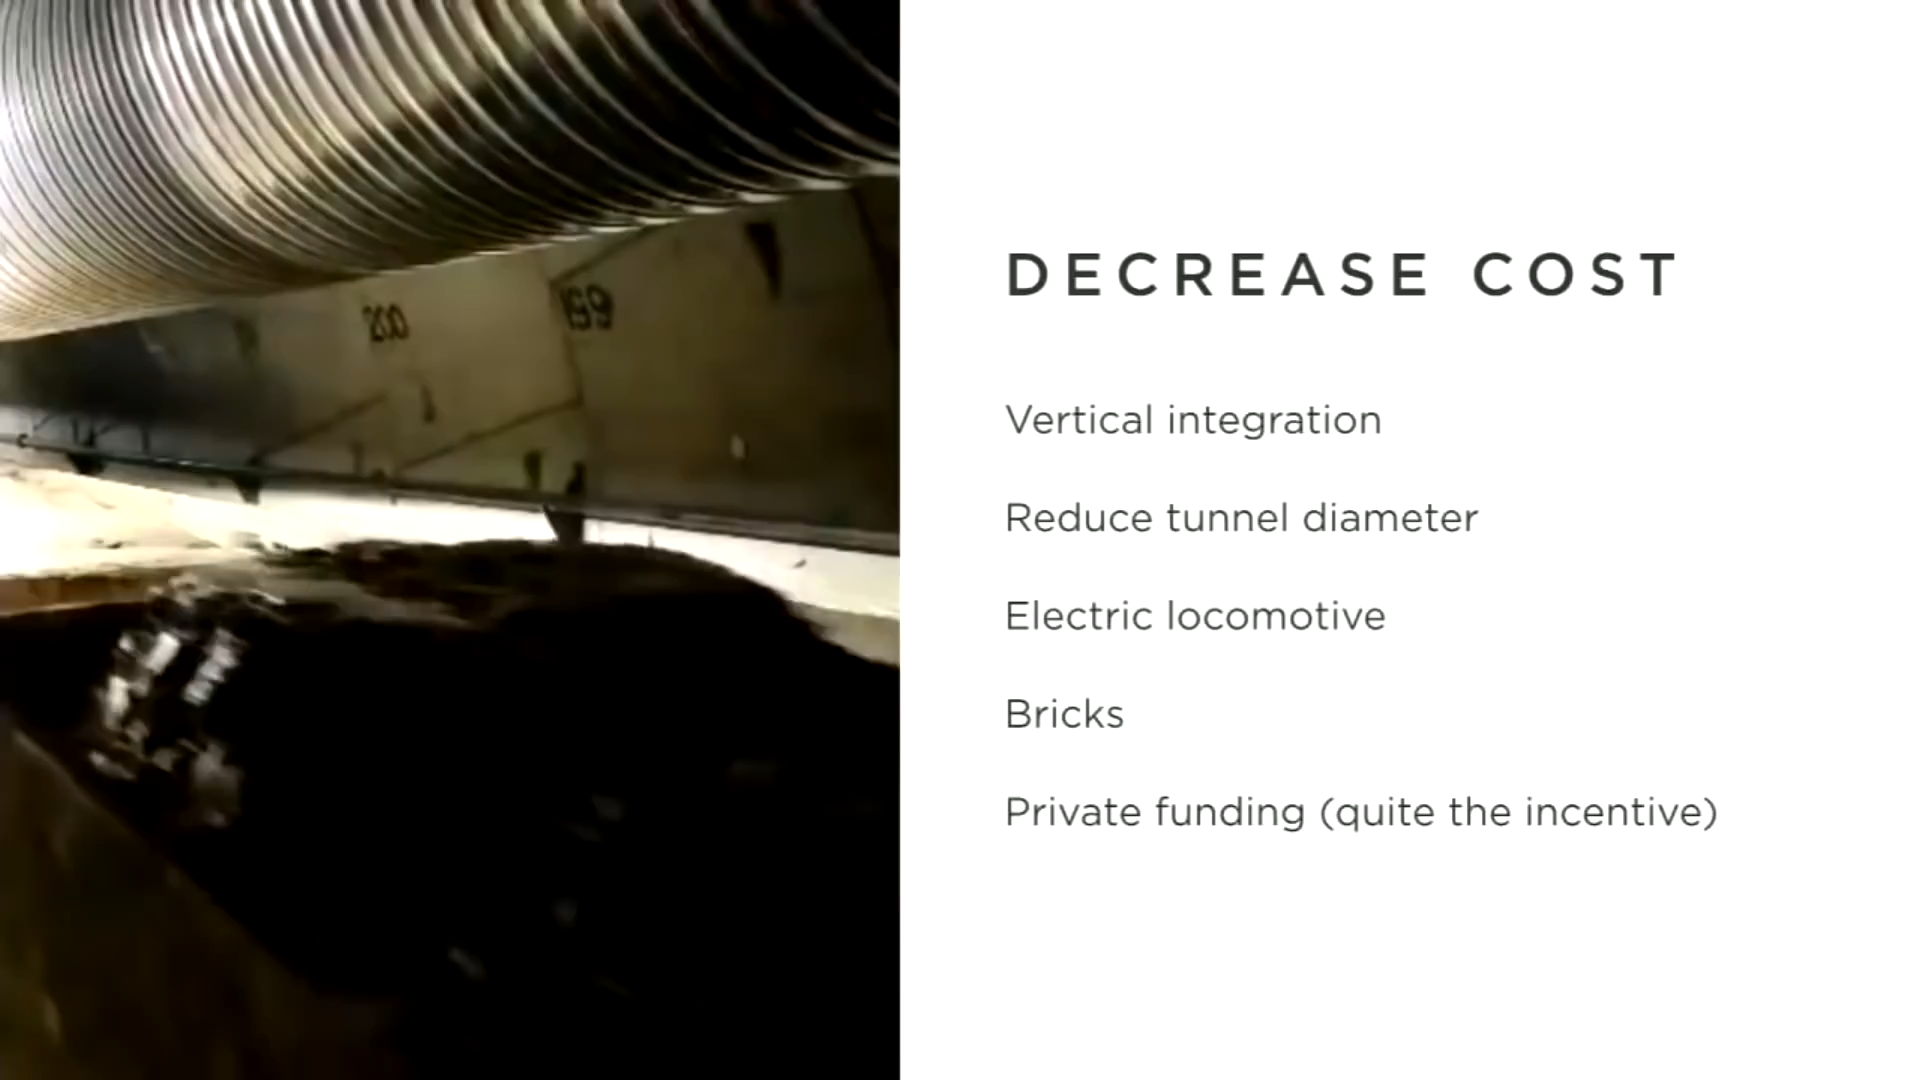 200
199
DECREASE COST
Vertical integration
Reduce tunnel diameter
Electric locomotive
Bricks
Private funding (quite the incentive)